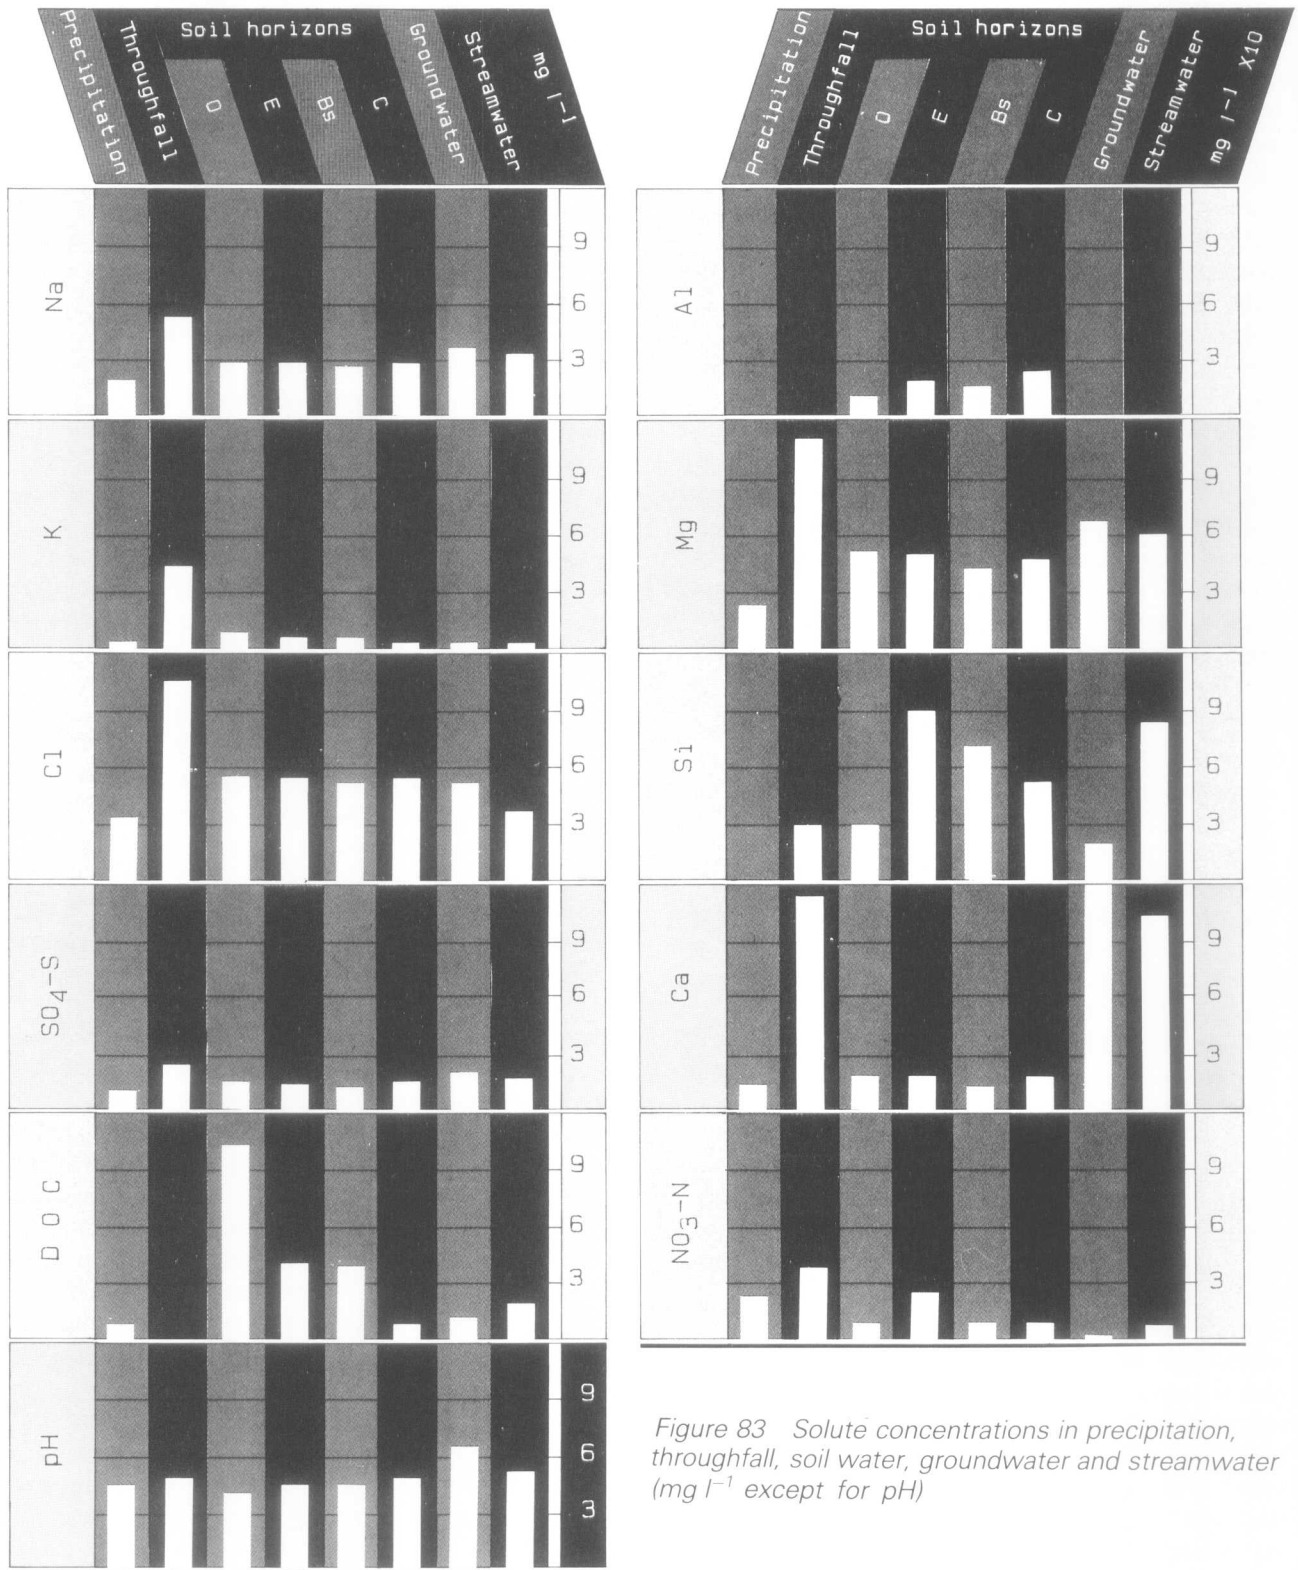 Precipitation
Throughfall
Soil horizons
O
E
Bs
C
Groundwater
Streamwater
mg l-1
Na
9
6
3
K
9
6
3
Cl
9
6
3
SO4-S
9
6
3
D O C
9
6
3
pH
9
6
3
Precipitation
Throughfall
Soil horizons
O
E
Bs
C
Groundwater
Streamwater
mg l-1 X10
Al
9
6
3
Mg
9
6
3
Si
9
6
3
Ca
9
6
3
NO3-N
9
6
3
Figure 83 Solute concentrations in precipitation,
throughfall, soil water, groundwater and streamwater
(mg l⁻¹ except for pH)